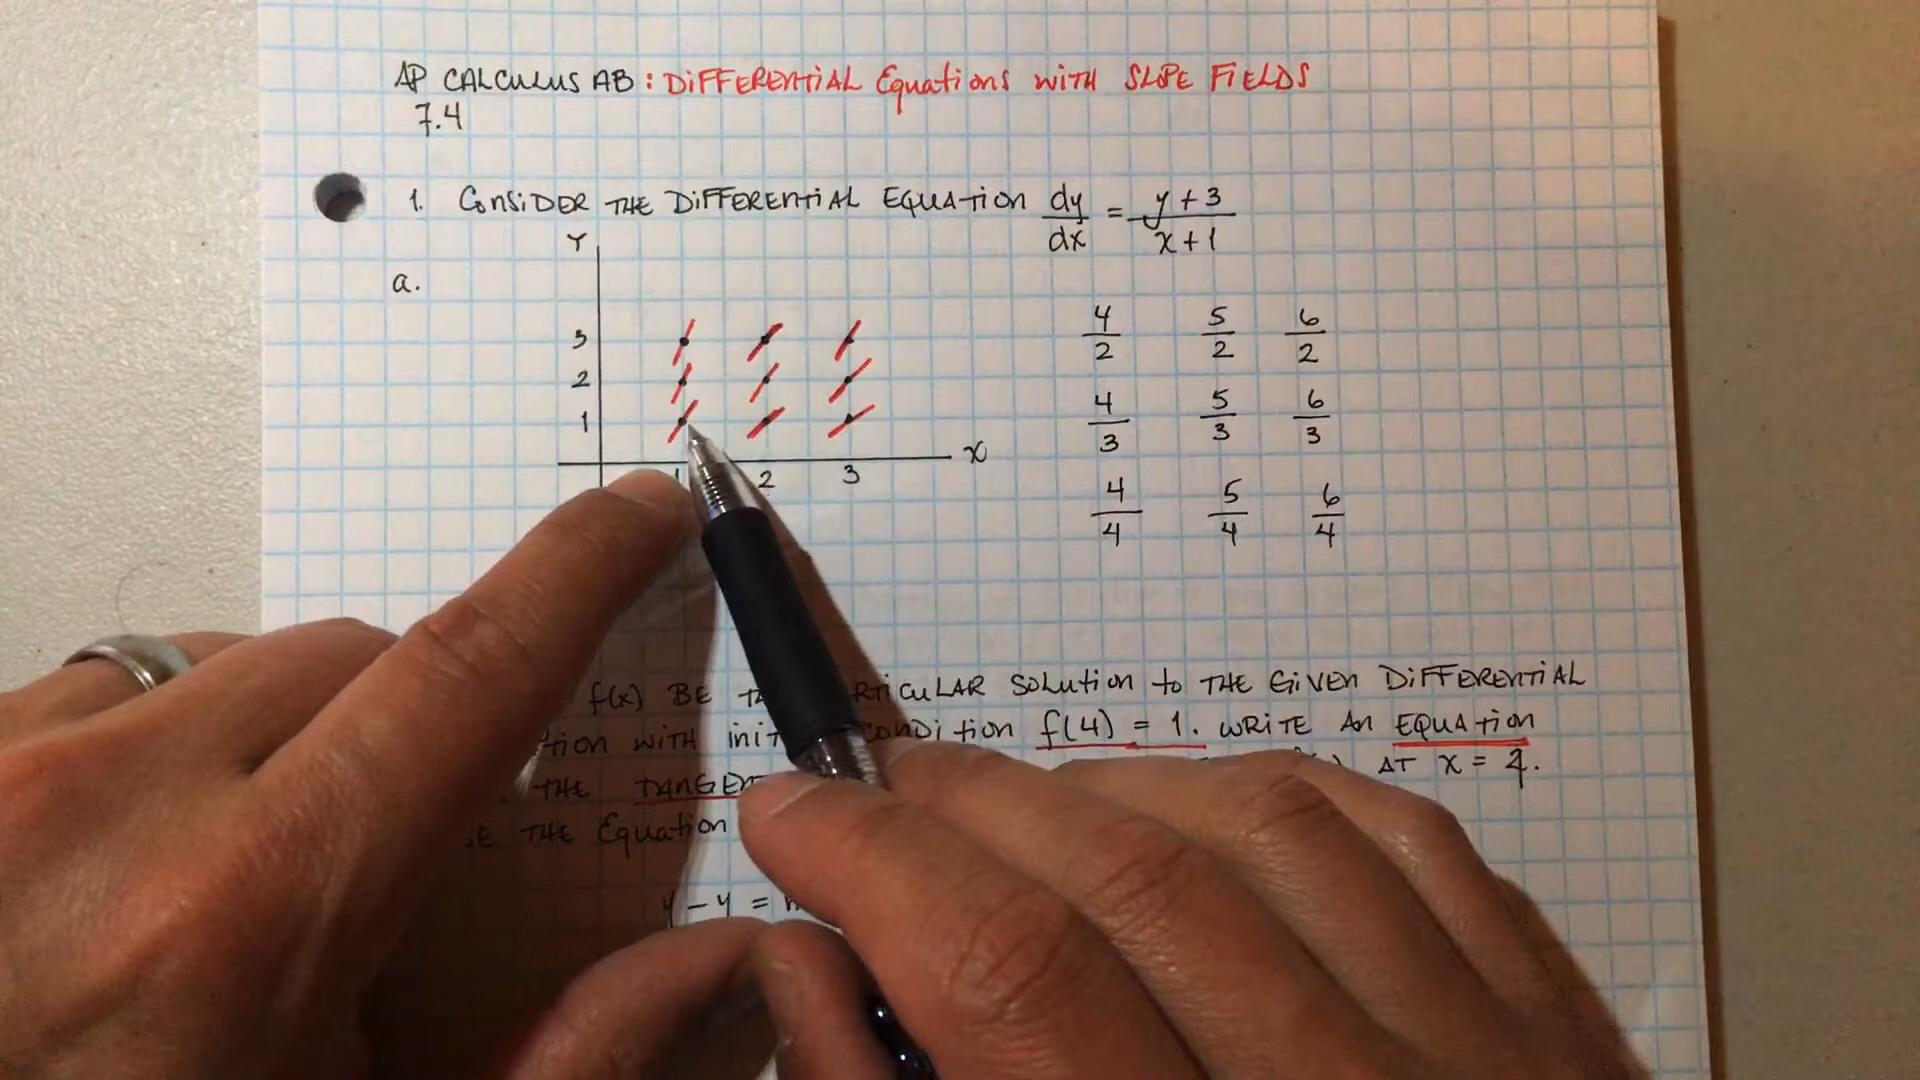 AP CALCULUS AB: DIFFERENTIAL Equations with SLOPE FIELDS
7.4
1. CONSIDER THE DIFFERENTIAL EQUATION dy/dx = y+3/x+1
Y
a.
3
2
1
x
1 2 3
4/2 5/2 6/2
4/3 5/3 6/3
4/4 5/4 6/4
f(x) BE SOLUTION to THE GIVEN DIFFERENTIAL
WITH f(4) = 1. WRITE An EQUATION
THE AT x = 4.
THE Equation
y - y =